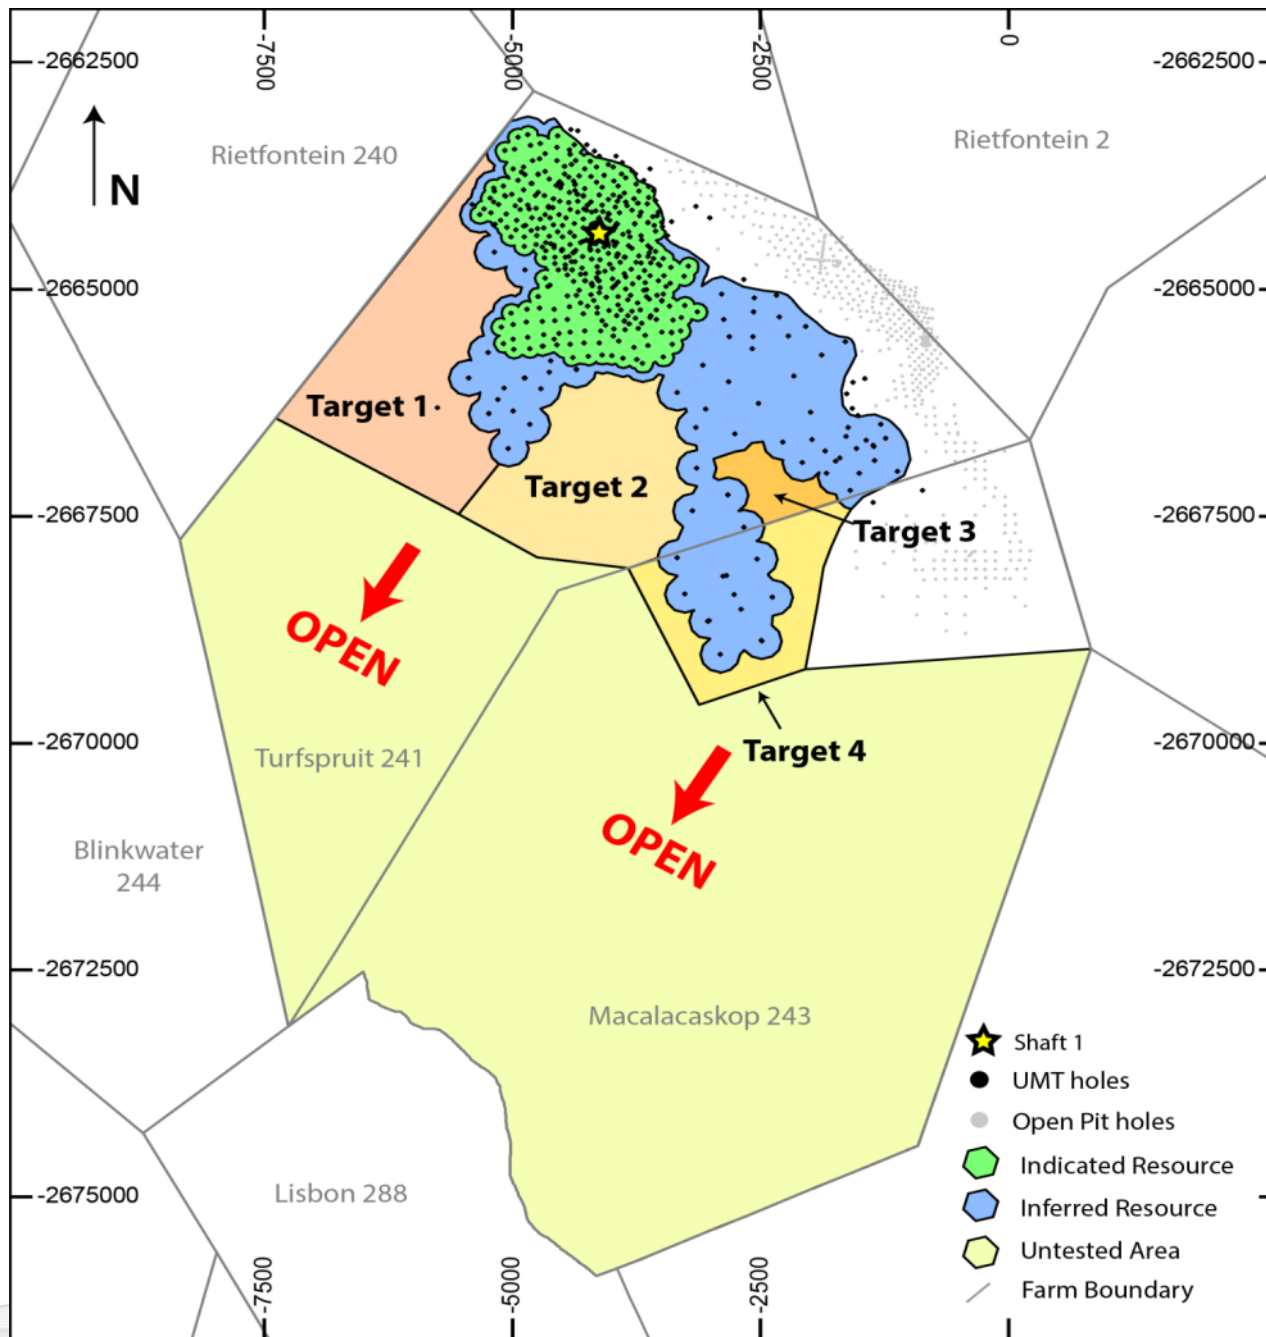 -7500
-5000
-2500
0
-2662500
-2662500
Rietfontein 240
Rietfontein 2
N
-2665000
-2665000
Target 1
Target 2
Target 3
-2667500
-2667500
OPEN
Turfspruit 241
-2670000
-2670000
Target 4
OPEN
Blinkwater
244
-2672500
-2672500
Macalacaskop 243
Shaft 1
UMT holes
Open Pit holes
Indicated Resource
Inferred Resource
Untested Area
Farm Boundary
-2675000
Lisbon 288
-7500
-5000
-2500